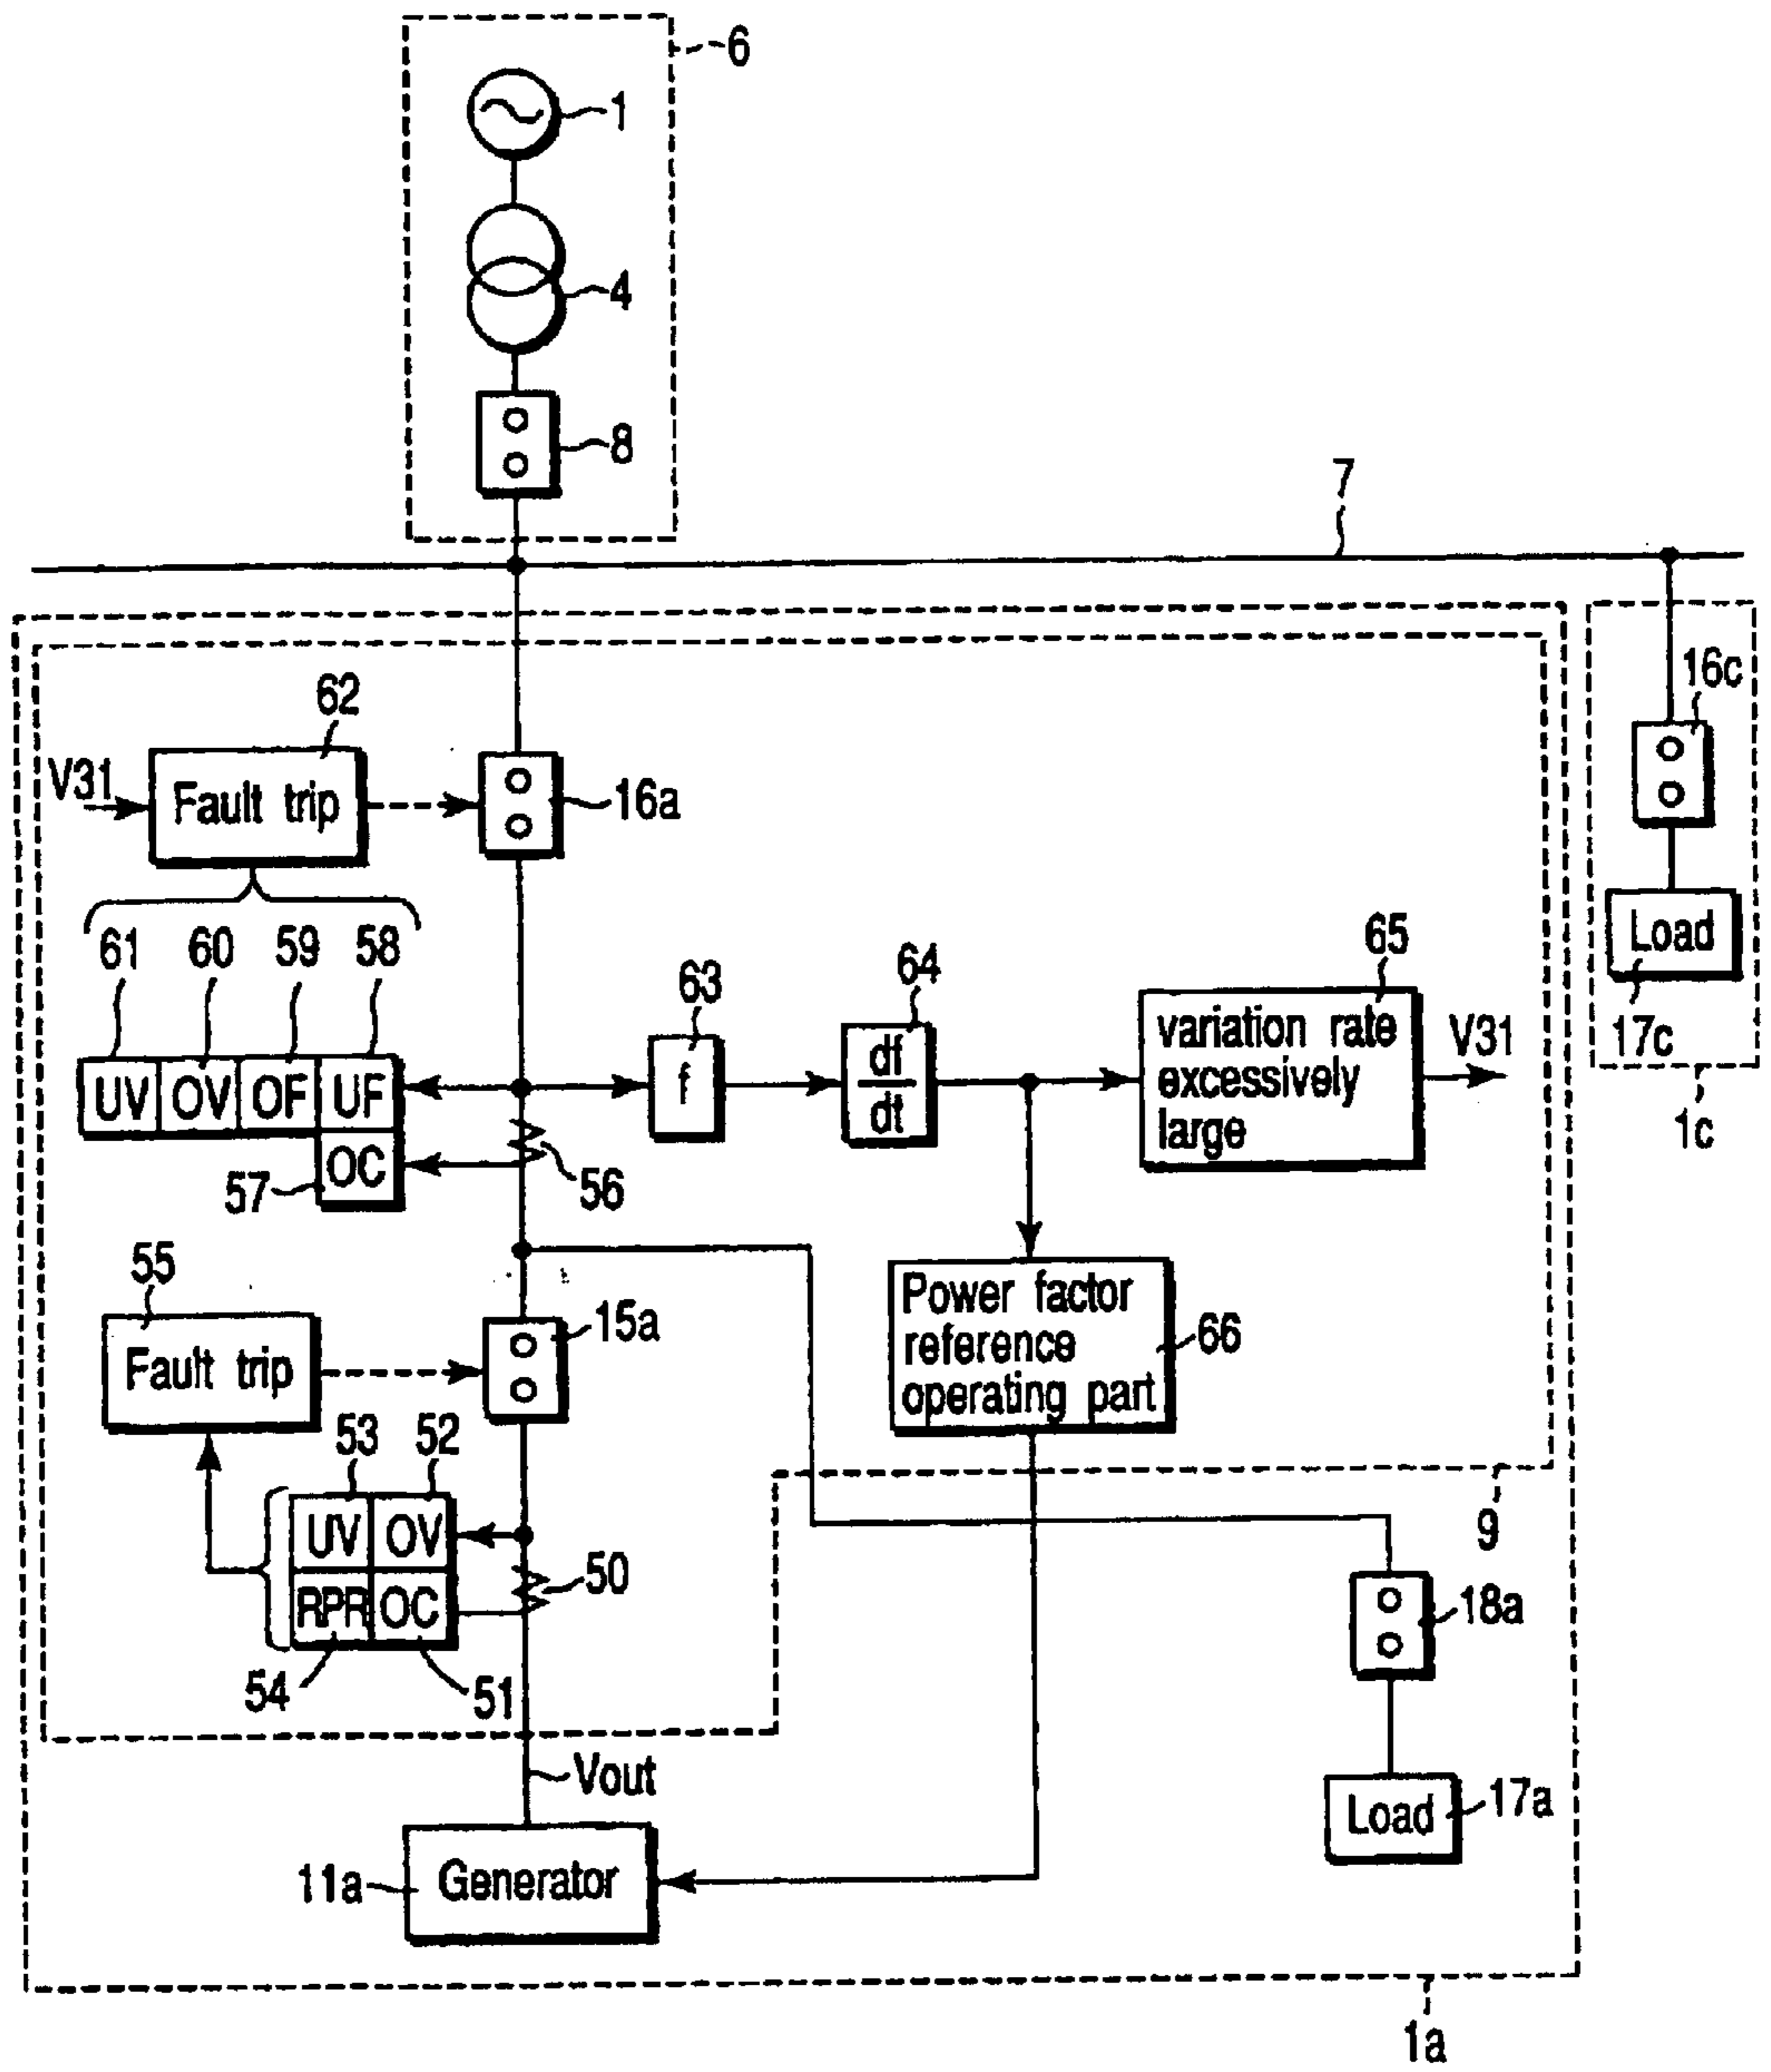 6
1
4
8
7
62
V31
Fault trip
16a
16c
Load
17c
1c
61 60 59 58
UV OV OF UF
OC
57
56
63
f
64
df
dt
65
variation rate
excessively
large
V31
55
Fault trip
15a
Power factor
reference
operating part
66
53 52
UV OV
RPR OC
54 51
50
9
18a
Load
17a
Vout
11a
Generator
1a